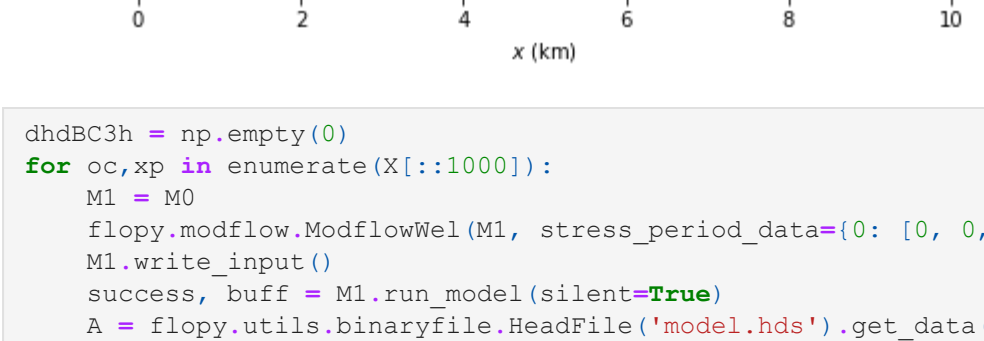 0 2 4 6 8 10
x (km)
dhdBC3h = np.empty(0)
for oc,xp in enumerate(X[::1000]):
    M1 = M0
    flopy.modflow.ModflowWel(M1, stress_period_data={0: [0, 0,
    M1.write_input()
    success, buff = M1.run_model(silent=True)
    A = flopy.utils.binaryfile.HeadFile('model.hds').get_data(